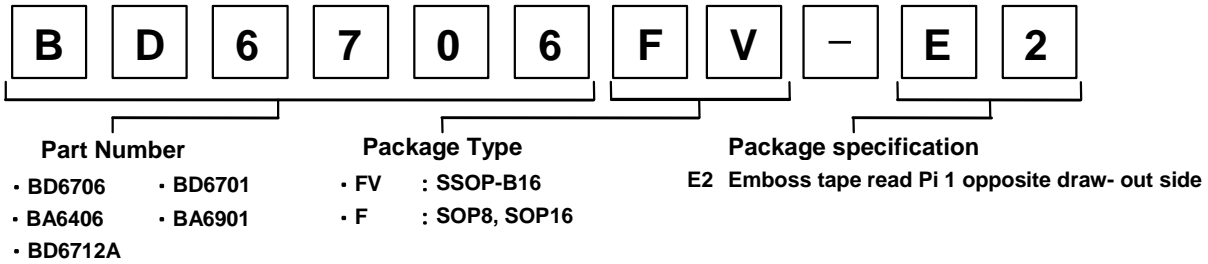 B D 6 7 0 6 F V － E 2
Part Number Package Type Package specification
・BD6706 ・BD6701 ・FV ：SSOP-B16 E2 Emboss tape read Pi 1 opposite draw- out side
・BA6406 ・BA6901 ・F ：SOP8, SOP16
・BD6712A